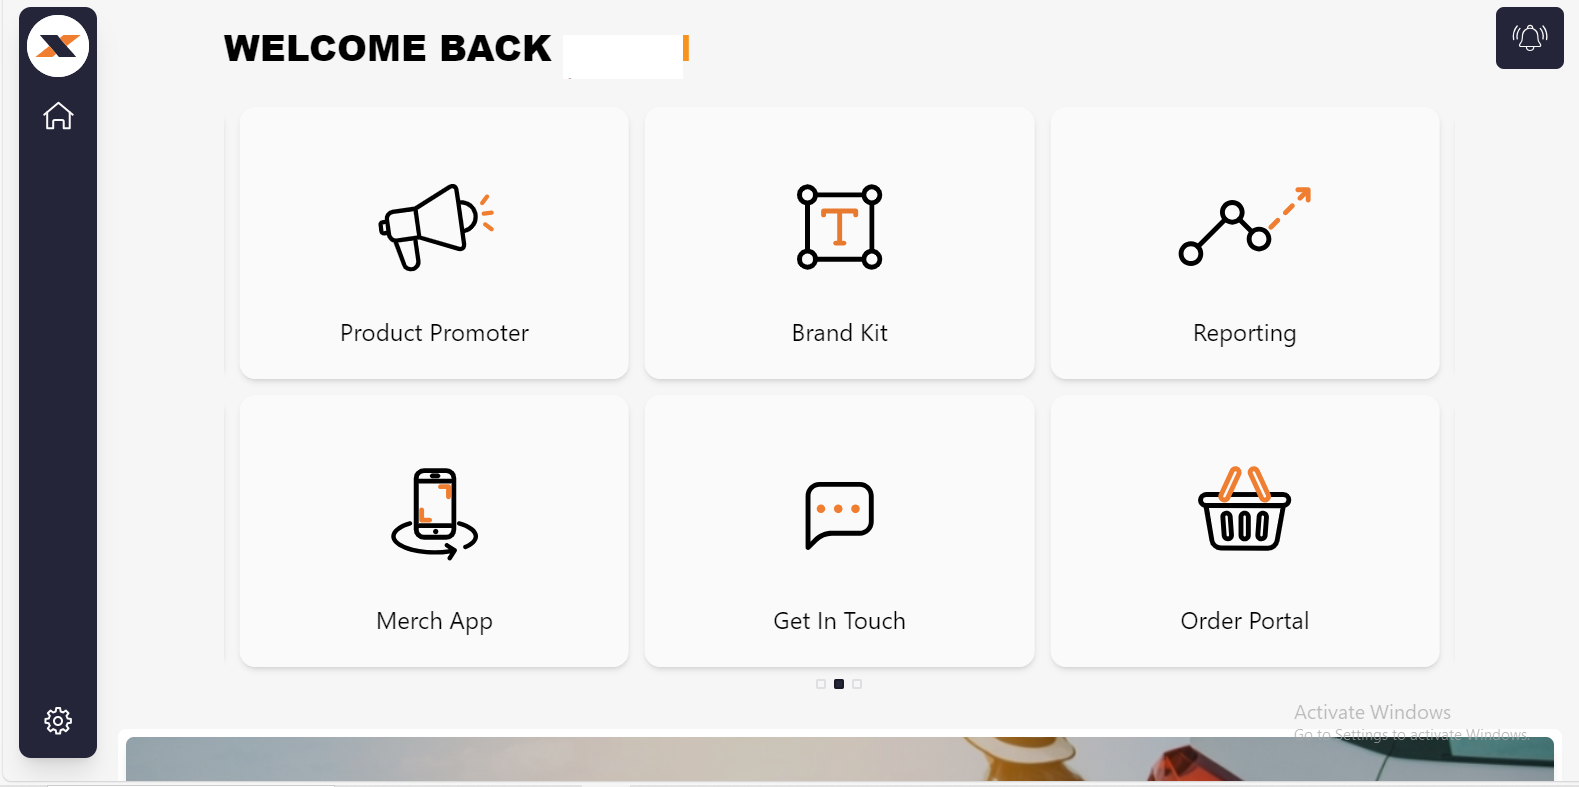 WELCOME BACK
Product Promoter
Brand Kit
Reporting
Merch App
Get In Touch
Order Portal
Activate Windows
Go to Settings to activate Windows.